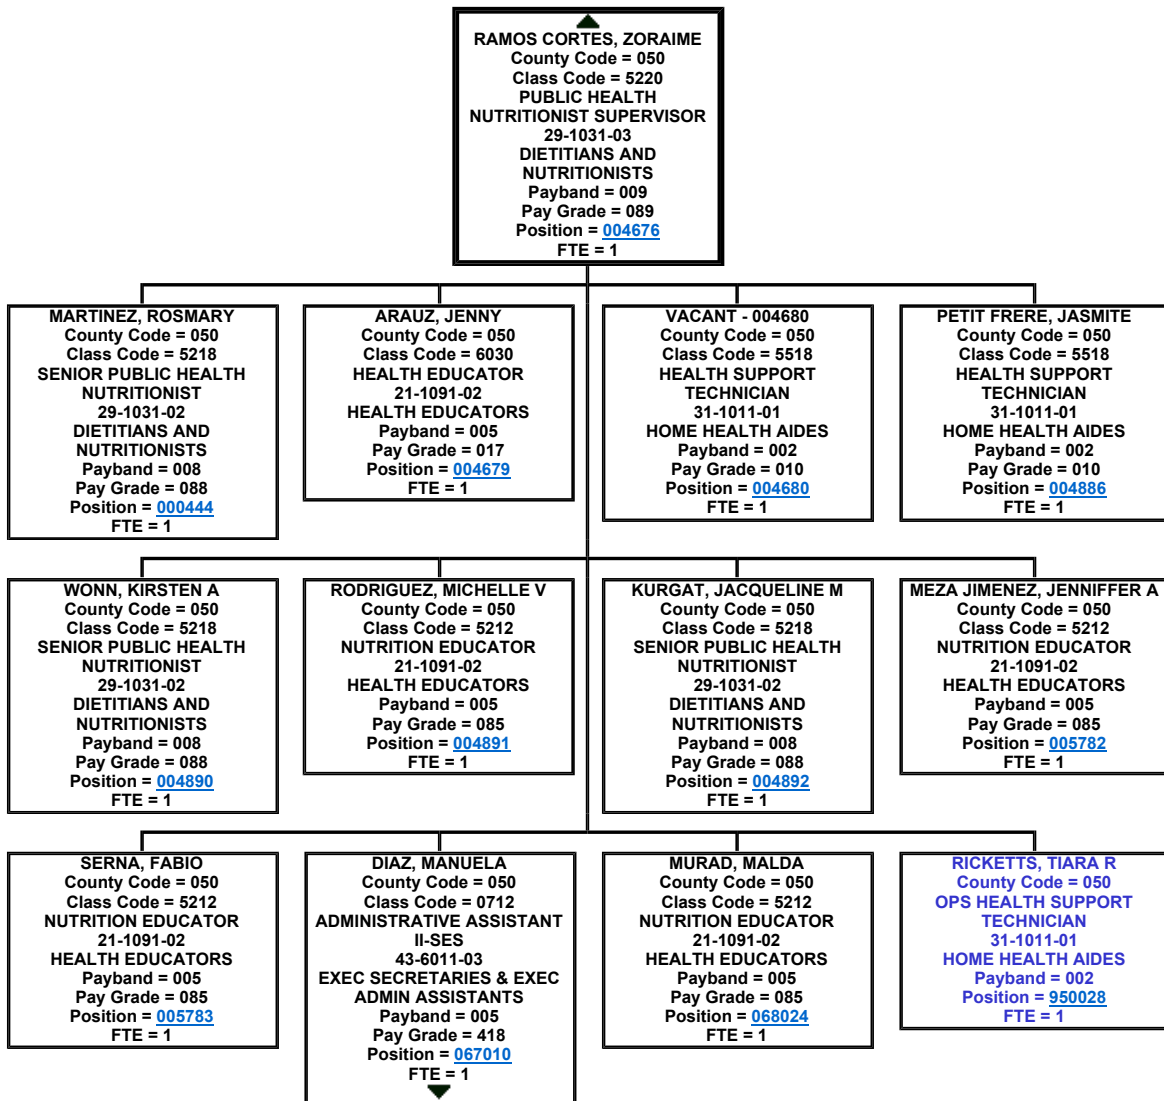 RAMOS CORTES, ZORAIME
County Code = 050
Class Code = 5220
PUBLIC HEALTH
NUTRITIONIST SUPERVISOR
29-1031-03
DIETITIANS AND
NUTRITIONISTS
Payband = 009
Pay Grade = 089
Position = 004676
FTE = 1
MARTINEZ, ROSMARY
County Code = 050
Class Code = 5218
SENIOR PUBLIC HEALTH
NUTRITIONIST
29-1031-02
DIETITIANS AND
NUTRITIONISTS
Payband = 008
Pay Grade = 088
Position = 000444
FTE = 1
ARAUZ, JENNY
County Code = 050
Class Code = 6030
HEALTH EDUCATOR
21-1091-02
HEALTH EDUCATORS
Payband = 005
Pay Grade = 017
Position = 004679
FTE = 1
VACANT - 004680
County Code = 050
Class Code = 5518
HEALTH SUPPORT
TECHNICIAN
31-1011-01
HOME HEALTH AIDES
Payband = 002
Pay Grade = 010
Position = 004680
FTE = 1
PETIT FRERE, JASMITE
County Code = 050
Class Code = 5518
HEALTH SUPPORT
TECHNICIAN
31-1011-01
HOME HEALTH AIDES
Payband = 002
Pay Grade = 010
Position = 004886
FTE = 1
WONN, KIRSTEN A
County Code = 050
Class Code = 5218
SENIOR PUBLIC HEALTH
NUTRITIONIST
29-1031-02
DIETITIANS AND
NUTRITIONISTS
Payband = 008
Pay Grade = 088
Position = 004890
FTE = 1
RODRIGUEZ, MICHELLE V
County Code = 050
Class Code = 5212
NUTRITION EDUCATOR
21-1091-02
HEALTH EDUCATORS
Payband = 005
Pay Grade = 085
Position = 004891
FTE = 1
KURGAT, JACQUELINE M
County Code = 050
Class Code = 5218
SENIOR PUBLIC HEALTH
NUTRITIONIST
29-1031-02
DIETITIANS AND
NUTRITIONISTS
Payband = 008
Pay Grade = 088
Position = 004892
FTE = 1
MEZA JIMENEZ, JENNIFFER A
County Code = 050
Class Code = 5212
NUTRITION EDUCATOR
21-1091-02
HEALTH EDUCATORS
Payband = 005
Pay Grade = 085
Position = 005782
FTE = 1
SERNA, FABIO
County Code = 050
Class Code = 5212
NUTRITION EDUCATOR
21-1091-02
HEALTH EDUCATORS
Payband = 005
Pay Grade = 085
Position = 005783
FTE = 1
DIAZ, MANUELA
County Code = 050
Class Code = 0712
ADMINISTRATIVE ASSISTANT
II-SES
43-6011-03
EXEC SECRETARIES & EXEC
ADMIN ASSISTANTS
Payband = 005
Pay Grade = 418
Position = 067010
FTE = 1
MURAD, MALDA
County Code = 050
Class Code = 5212
NUTRITION EDUCATOR
21-1091-02
HEALTH EDUCATORS
Payband = 005
Pay Grade = 085
Position = 068024
FTE = 1
RICKETTS, TIARA R
County Code = 050
OPS HEALTH SUPPORT
TECHNICIAN
31-1011-01
HOME HEALTH AIDES
Payband = 002
Position = 950028
FTE = 1